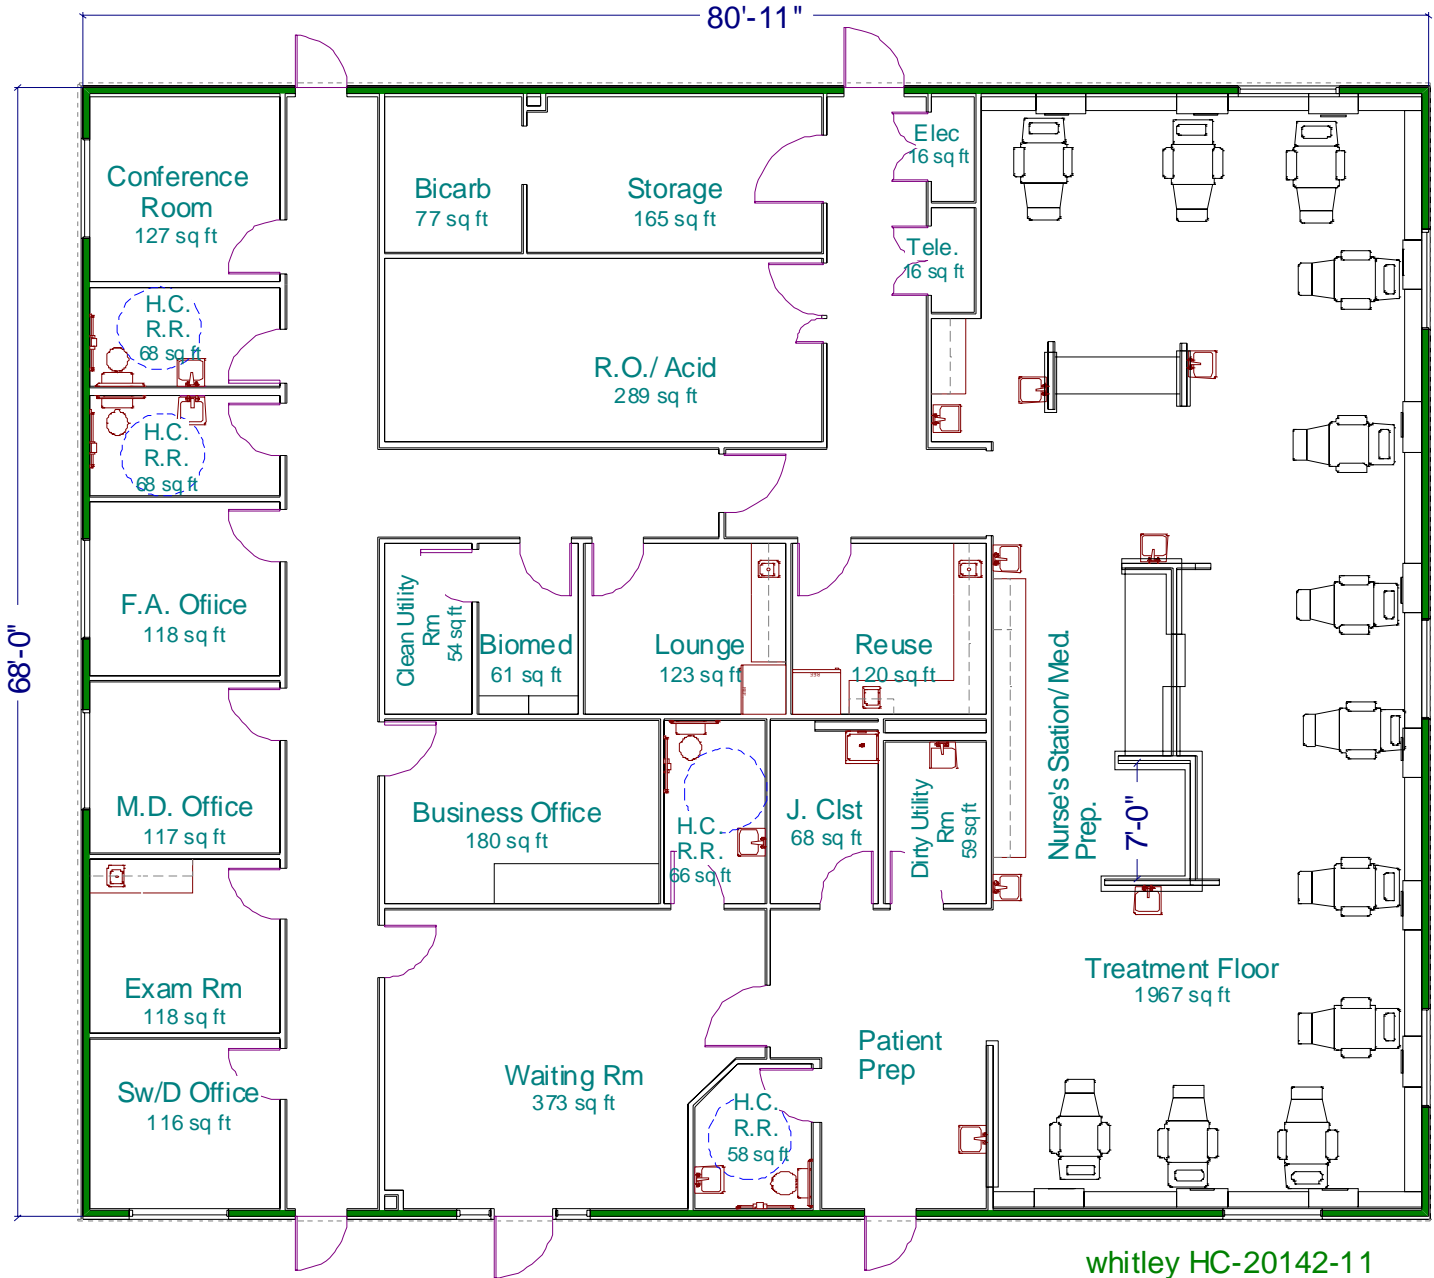 80'-11"
68'-0"
Conference
Room
127 sq ft
Bicarb
77 sq ft
Storage
165 sq ft
Elec
16 sq ft
Tele.
16 sq ft
H.C.
R.R.
68 sq ft
R.O./ Acid
289 sq ft
H.C.
R.R.
68 sq ft
F.A. Ofiice
118 sq ft
Clean Utility
Rm
54 sq ft
Biomed
61 sq ft
Lounge
123 sq ft
Reuse
120 sq ft
Nurse's Station/ Med.
Prep.
7'-0"
M.D. Office
117 sq ft
Business Office
180 sq ft
H.C.
R.R.
66 sq ft
J. Clst
68 sq ft
Dirty Utility
Rm
59 sq ft
Exam Rm
118 sq ft
Treatment Floor
1967 sq ft
Sw/D Office
116 sq ft
Waiting Rm
373 sq ft
Patient
Prep
H.C.
R.R.
58 sq ft
whitley HC-20142-11